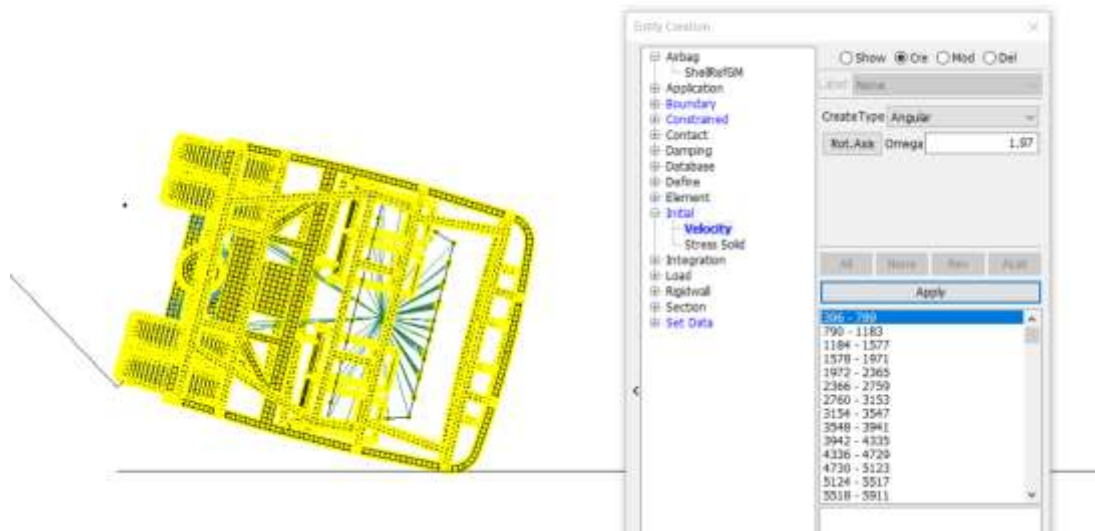 Entity Creation
Airbag
ShellRefGM
Application
Boundary
Constrained
Contact
Damping
Database
Define
Element
Initial
Velocity
Stress Solid
Integration
Load
Rigidwall
Section
Set Data
Show Cre Mod Del
Label None
Create Type Angular
Rot.Axis Omega 1.97
All None Rev
Apply
396 - 789
790 - 1183
1184 - 1577
1578 - 1971
1972 - 2365
2366 - 2759
2760 - 3153
3154 - 3547
3548 - 3941
3942 - 4335
4336 - 4729
4730 - 5123
5124 - 5517
5518 - 5911